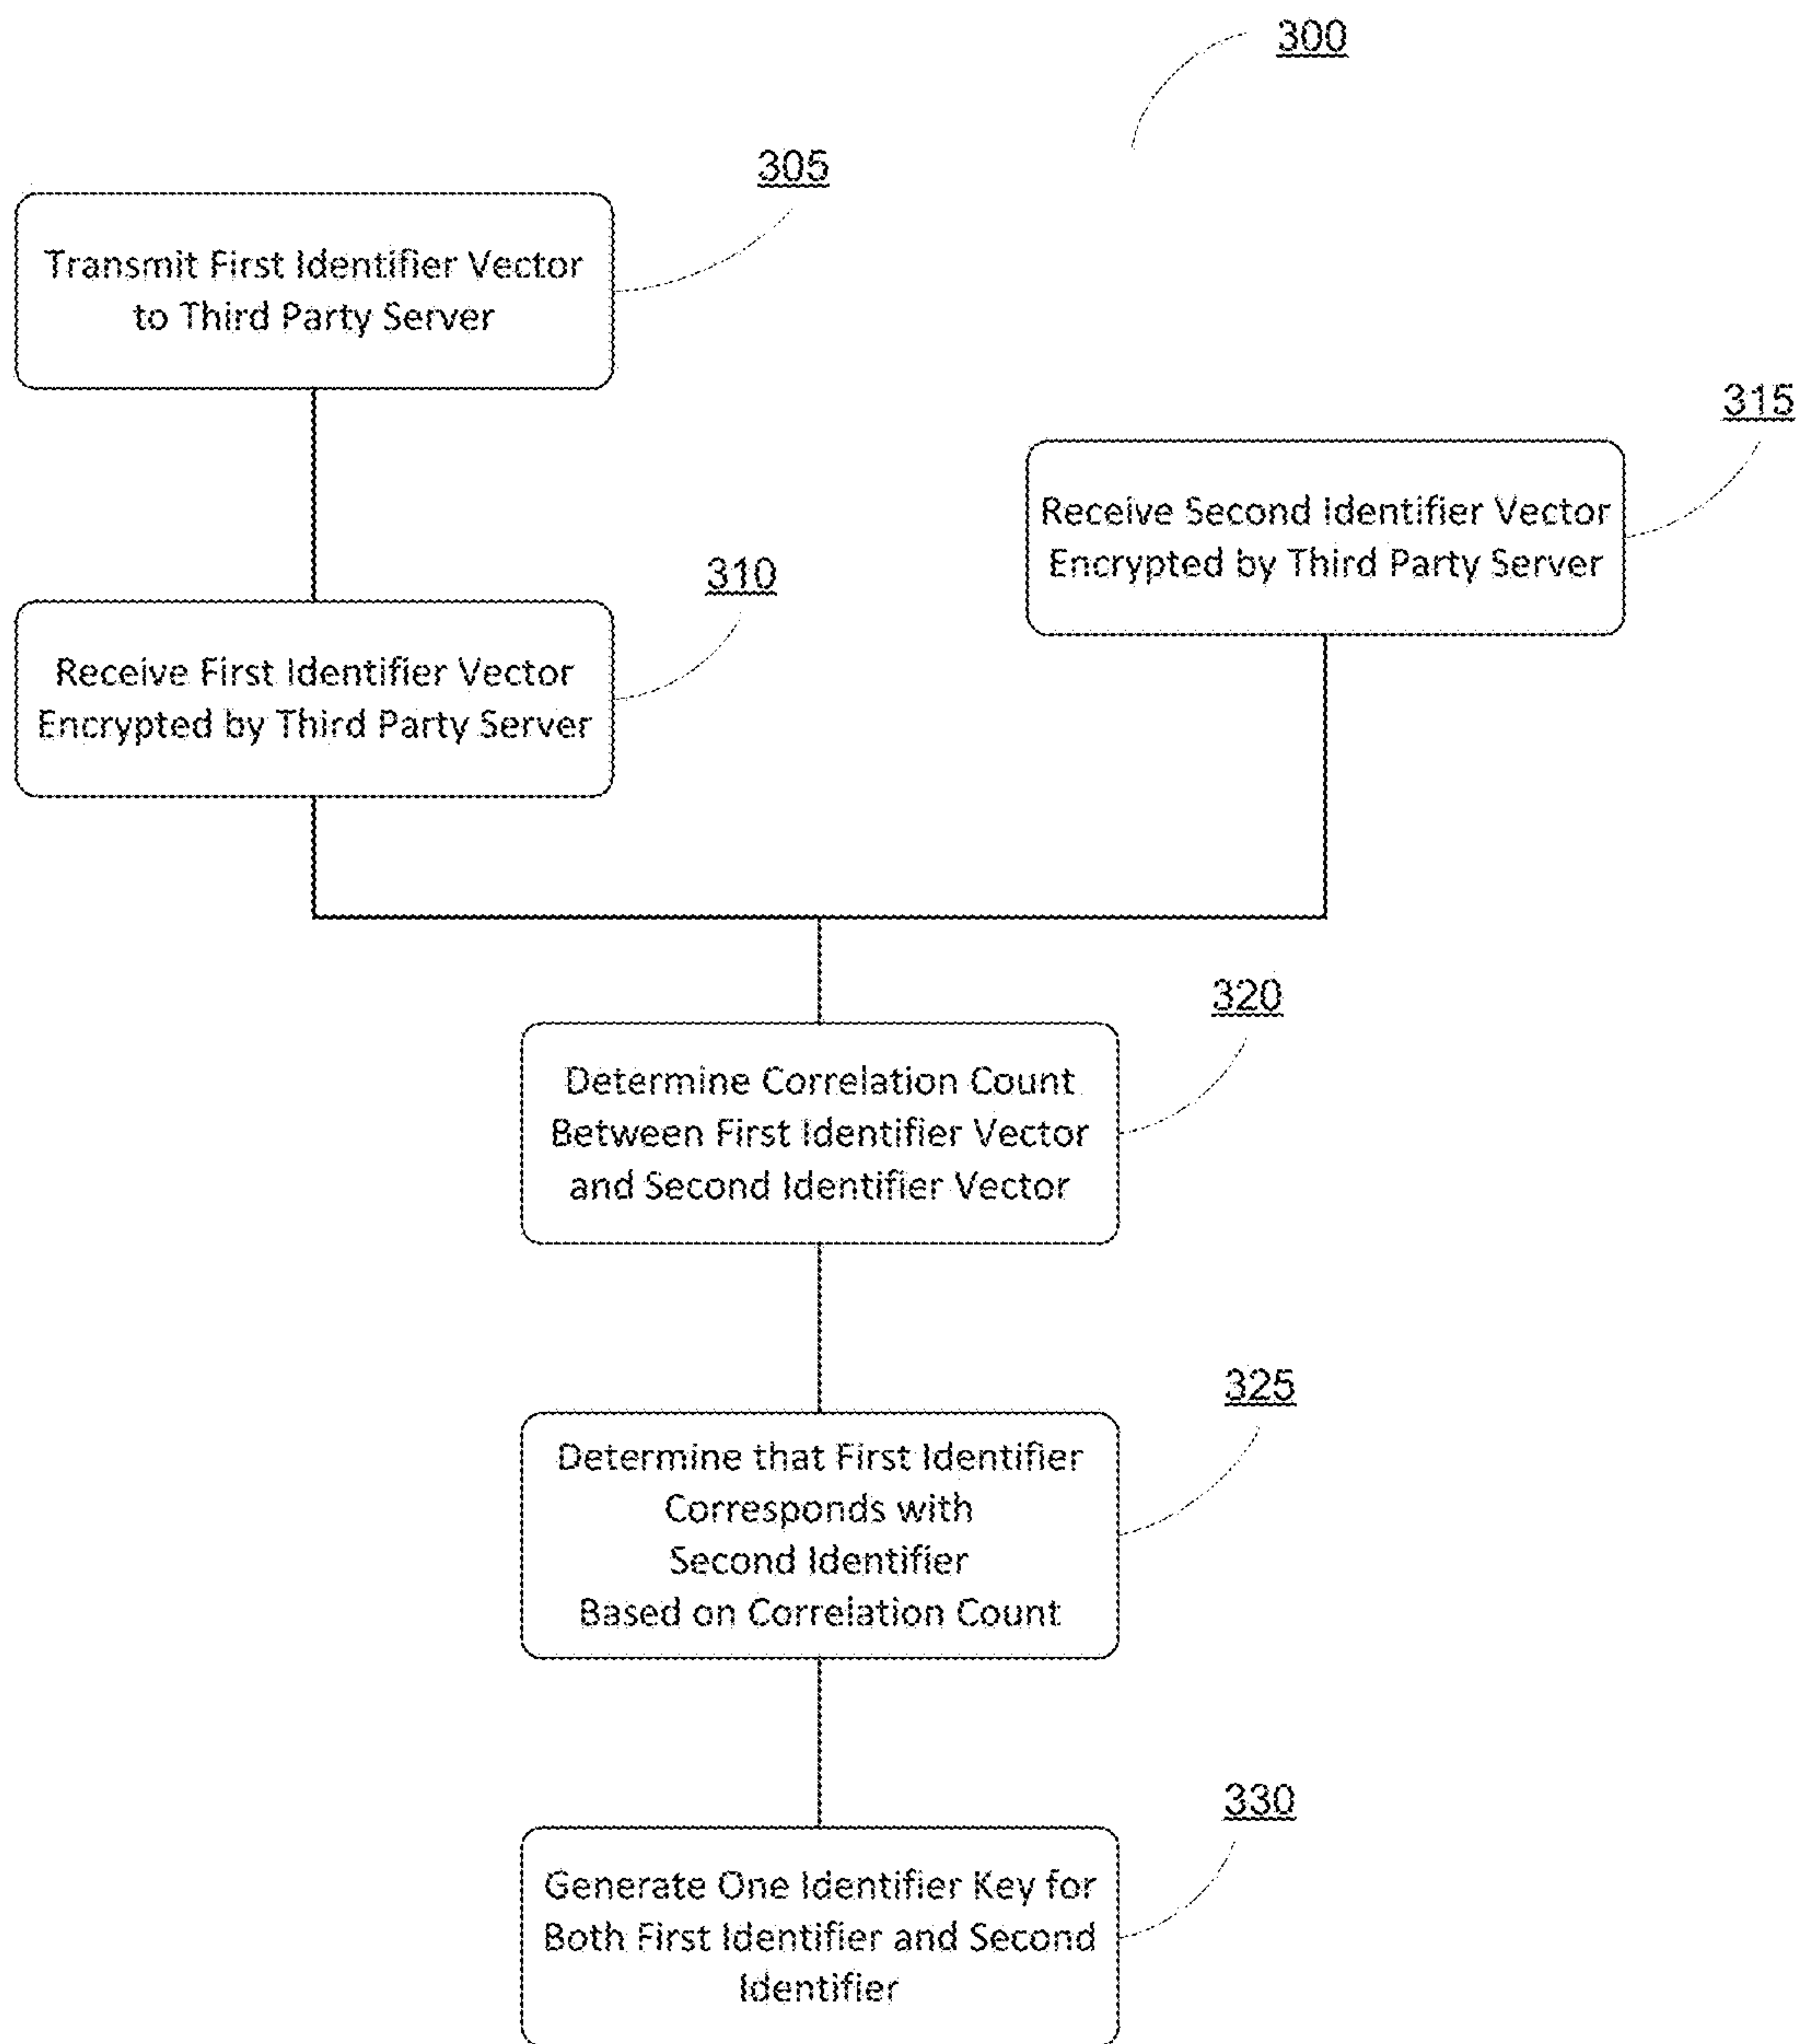 300
305
Transmit First Identifier Vector
to Third Party Server
315
Receive Second Identifier Vector
Encrypted by Third Party Server
310
Receive First Identifier Vector
Encrypted by Third Party Server
320
Determine Correlation Count
Between First Identifier Vector
and Second Identifier Vector
325
Determine that First Identifier
Corresponds with
Second Identifier
Based on Correlation Count
330
Generate One Identifier Key for
Both First Identifier and Second
Identifier